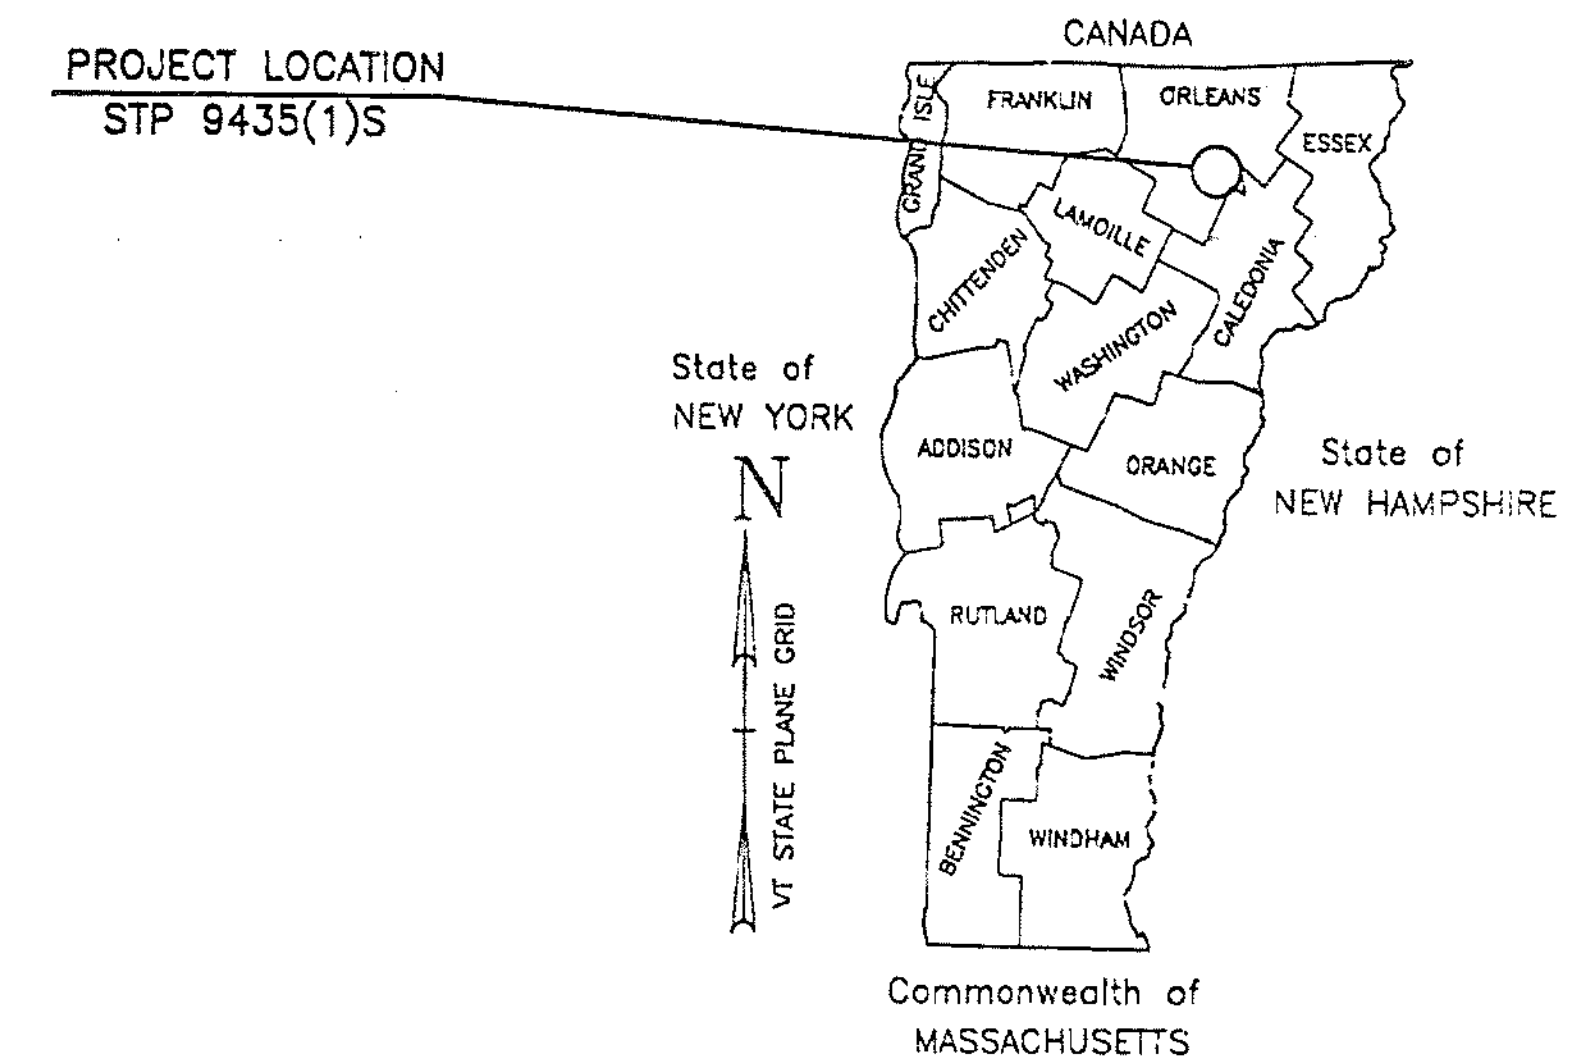 CANADA
PROJECT LOCATION
STP 9435(1)S
GRAND ISLE
FRANKLIN
ORLEANS
ESSEX
LAMOILLE
CHITTENDEN
CALEDONIA
WASHINGTON
State of
NEW YORK
ADDISON
ORANGE
State of
NEW HAMPSHIRE
N
VT STATE PLANE GRID
RUTLAND
WINDSOR
BENNINGTON
WINDHAM
Commonwealth of
MASSACHUSETTS